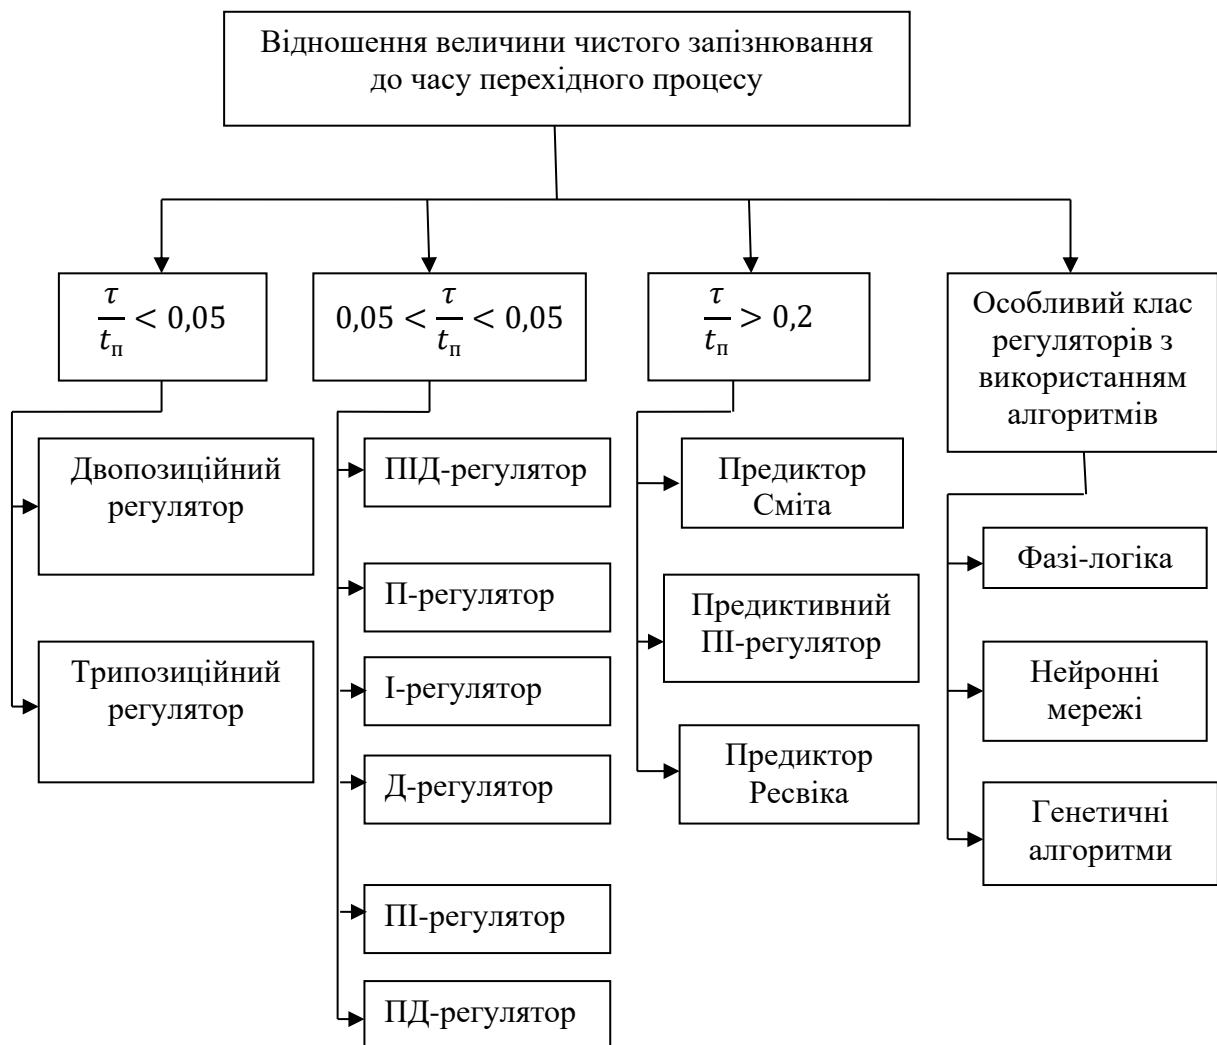 Відношення величини чистого запізнювання
до часу перехідного процесу
τ/tп < 0,05
0,05 < τ/tп < 0,05
τ/tп > 0,2
Особливий клас
регуляторів з
використанням
алгоритмів
Двопозиційний
регулятор
Трипозиційний
регулятор
ПІД-регулятор
П-регулятор
І-регулятор
Д-регулятор
ПІ-регулятор
ПД-регулятор
Предиктор
Сміта
Предиктивний
ПІ-регулятор
Предиктор
Ресвіка
Фазі-логіка
Нейронні
мережі
Генетичні
алгоритми